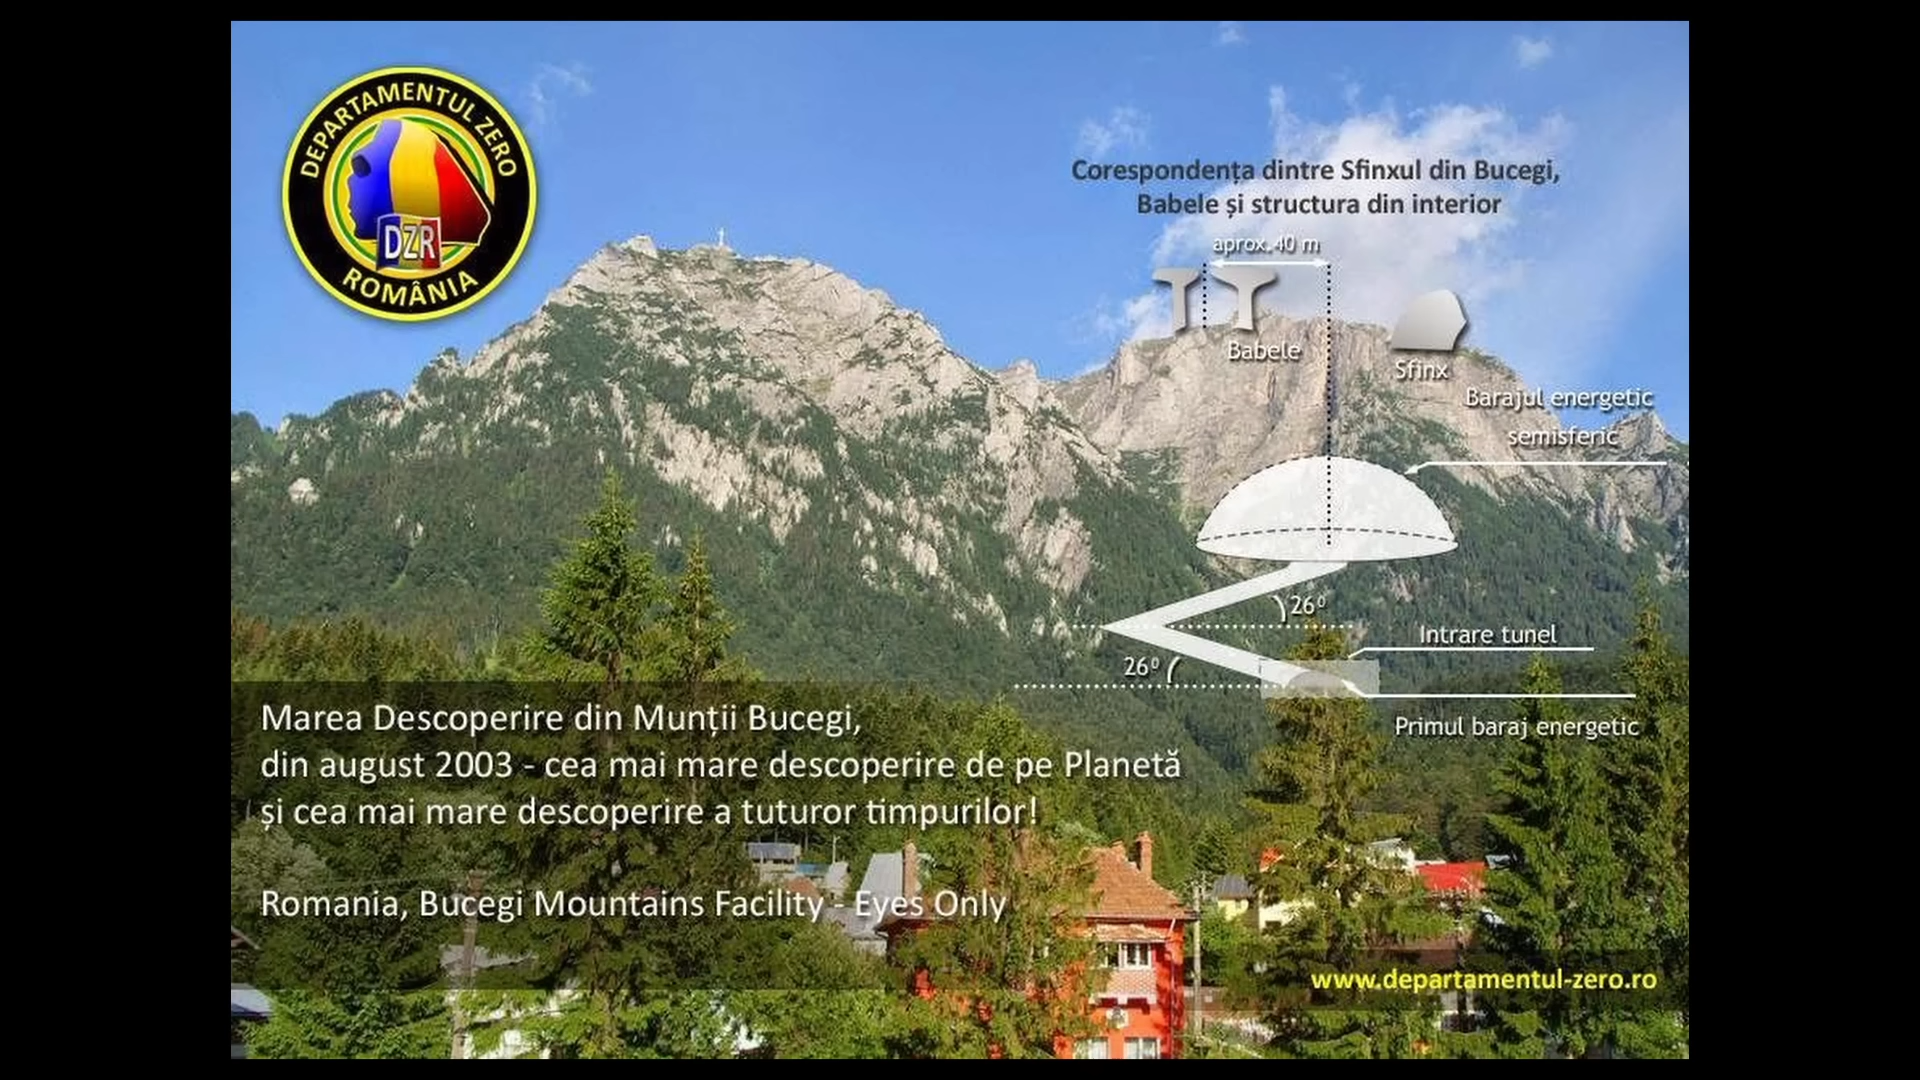 DEPARTAMENTUL ZERO
DZR
ROMÂNIA
Corespondența dintre Sfinxul din Bucegi,
Babele și structura din interior
aprox. 40 m
Babele
Sfinx
Barajul energetic
semisferic
26⁰
Intrare tunel
26⁰
Primul baraj energetic
Marea Descoperire din Munții Bucegi,
din august 2003 - cea mai mare descoperire de pe Planetă
și cea mai mare descoperire a tuturor timpurilor!
Romania, Bucegi Mountains Facility - Eyes Only
www.departamentul-zero.ro